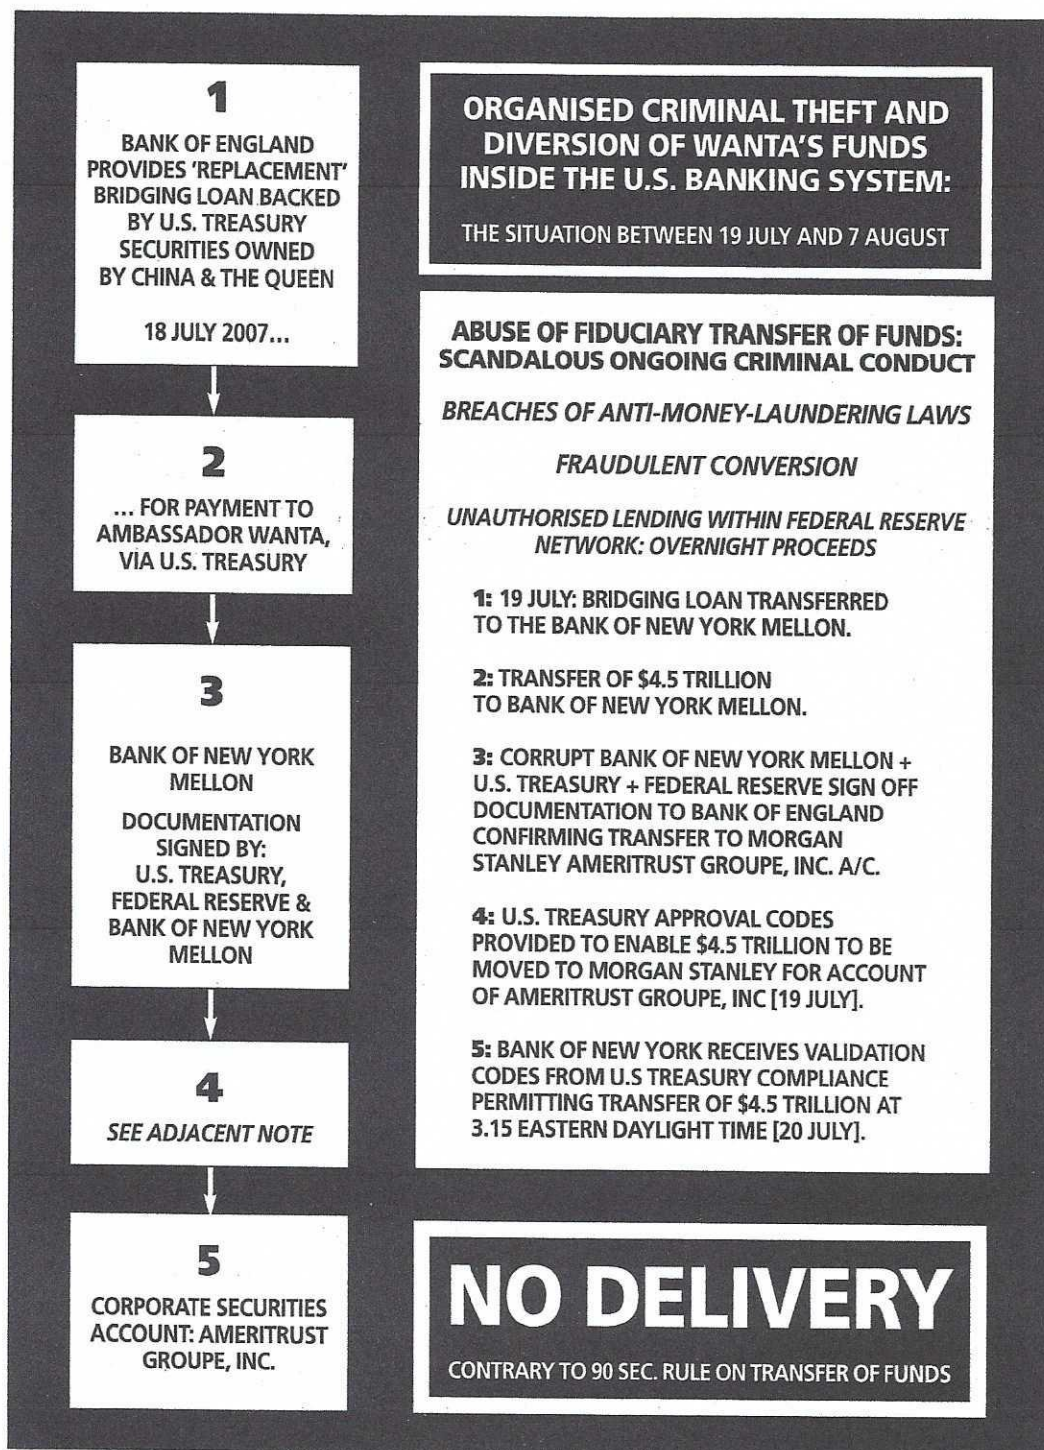 1
BANK OF ENGLAND
PROVIDES 'REPLACEMENT'
BRIDGING LOAN BACKED
BY U.S. TREASURY
SECURITIES OWNED
BY CHINA & THE QUEEN
18 JULY 2007...
2
... FOR PAYMENT TO
AMBASSADOR WANTA,
VIA U.S. TREASURY
3
BANK OF NEW YORK
MELLON
DOCUMENTATION
SIGNED BY:
U.S. TREASURY,
FEDERAL RESERVE &
BANK OF NEW YORK
MELLON
4
SEE ADJACENT NOTE
5
CORPORATE SECURITIES
ACCOUNT: AMERITRUST
GROUPE, INC.
ORGANISED CRIMINAL THEFT AND
DIVERSION OF WANTA'S FUNDS
INSIDE THE U.S. BANKING SYSTEM:
THE SITUATION BETWEEN 19 JULY AND 7 AUGUST
ABUSE OF FIDUCIARY TRANSFER OF FUNDS:
SCANDALOUS ONGOING CRIMINAL CONDUCT
BREACHES OF ANTI-MONEY-LAUNDERING LAWS
FRAUDULENT CONVERSION
UNAUTHORISED LENDING WITHIN FEDERAL RESERVE
NETWORK: OVERNIGHT PROCEEDS
1: 19 JULY: BRIDGING LOAN TRANSFERRED
TO THE BANK OF NEW YORK MELLON.
2: TRANSFER OF $4.5 TRILLION
TO BANK OF NEW YORK MELLON.
3: CORRUPT BANK OF NEW YORK MELLON +
U.S. TREASURY + FEDERAL RESERVE SIGN OFF
DOCUMENTATION TO BANK OF ENGLAND
CONFIRMING TRANSFER TO MORGAN
STANLEY AMERITRUST GROUPE, INC. A/C.
4: U.S. TREASURY APPROVAL CODES
PROVIDED TO ENABLE $4.5 TRILLION TO BE
MOVED TO MORGAN STANLEY FOR ACCOUNT
OF AMERITRUST GROUPE, INC [19 JULY].
5: BANK OF NEW YORK RECEIVES VALIDATION
CODES FROM U.S TREASURY COMPLIANCE
PERMITTING TRANSFER OF $4.5 TRILLION AT
3.15 EASTERN DAYLIGHT TIME [20 JULY].
NO DELIVERY
CONTRARY TO 90 SEC. RULE ON TRANSFER OF FUNDS